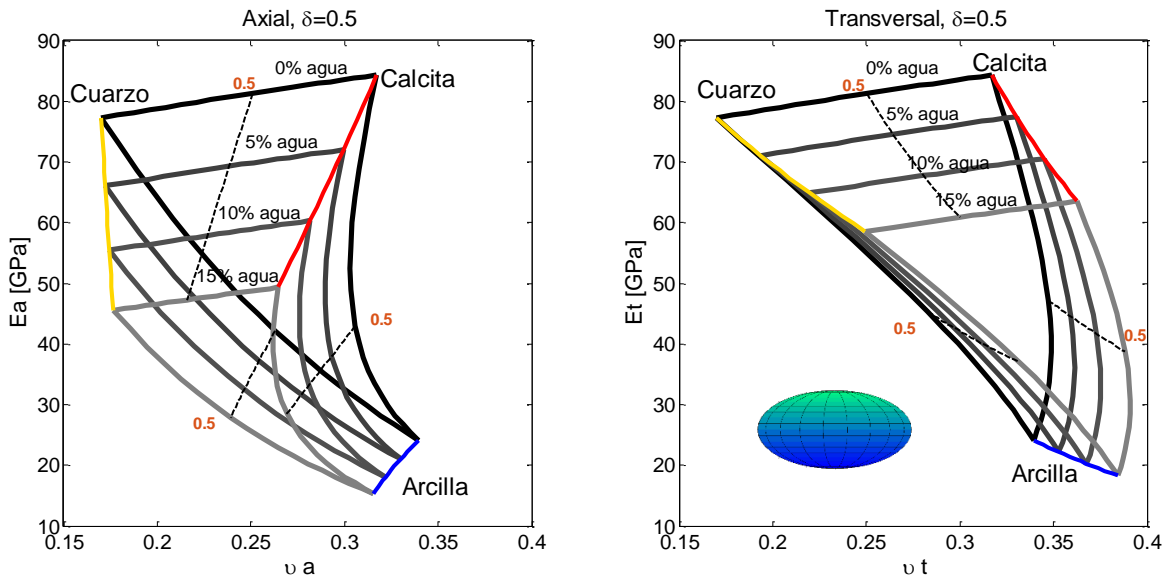 Axial, δ=0.5
90
80
70
60
50
40
30
20
10
Ea [GPa]
0.15
0.2
0.25
0.3
0.35
0.4
υ a
Cuarzo
Calcita
Arcilla
0% agua
5% agua
10% agua
15% agua
0.5
0.5
0.5
Transversal, δ=0.5
90
80
70
60
50
40
30
20
10
Et [GPa]
0.15
0.2
0.25
0.3
0.35
0.4
υ t
Cuarzo
Calcita
Arcilla
0% agua
5% agua
10% agua
15% agua
0.5
0.5
0.5